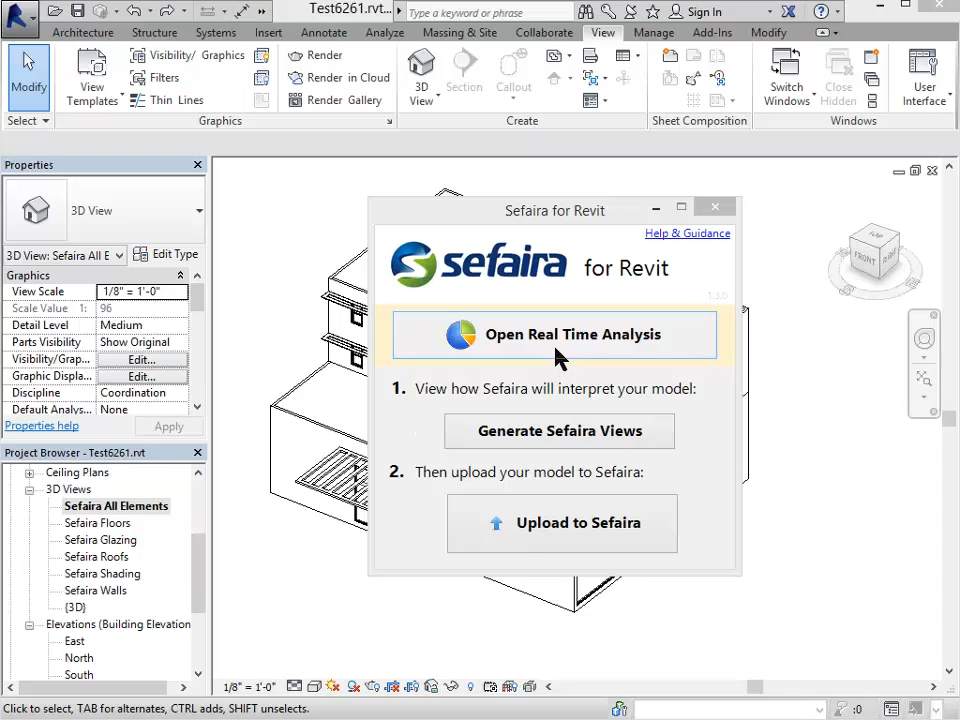 Test6261.rvt...
Type a keyword or phrase
Sign In
Architecture Structure Systems Insert Annotate Analyze Massing & Site Collaborate View Manage Add-Ins Modify
Modify
View Templates
Visibility/ Graphics
Filters
Thin Lines
Render
Render in Cloud
Render Gallery
3D View
Section
Callout
Switch Windows
Close Hidden
User Interface
Select
Graphics
Create
Sheet Composition
Windows
Properties
3D View
3D View: Sefaira All E
Edit Type
Graphics
View Scale 1/8" = 1'-0"
Scale Value 1: 96
Detail Level Medium
Parts Visibility Show Original
Visibility/Grap... Edit...
Graphic Displa... Edit...
Discipline Coordination
Default Analys... None
Properties help
Apply
Project Browser - Test6261.rvt
Ceiling Plans
3D Views
Sefaira All Elements
Sefaira Floors
Sefaira Glazing
Sefaira Roofs
Sefaira Shading
Sefaira Walls
{3D}
Elevations (Building Elevation
East
North
South
Sefaira for Revit
Help & Guidance
sefaira for Revit
1.3.0
Open Real Time Analysis
1. View how Sefaira will interpret your model:
Generate Sefaira Views
2. Then upload your model to Sefaira:
Upload to Sefaira
TOP
FRONT
1/8" = 1'-0"
Click to select, TAB for alternates, CTRL adds, SHIFT unselects.
:0